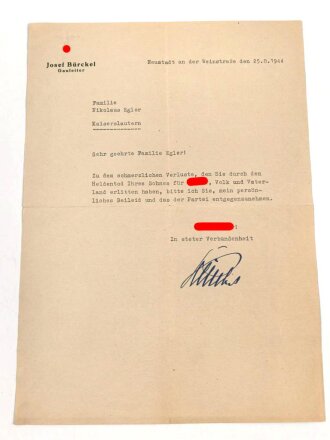 Josef Bürckel
Gauleiter
Neustadt an der Weinstraße den 25.8.1944
Familie
Nikolaus Egler
Kaiserslautern
Sehr geehrte Familie Egler!
Zu dem schmerzlichen Verluste, den Sie durch den
Heldentod Ihres Sohnes für , Volk und Vater-
land erlitten haben, bitte ich Sie, mein persön-
liches Beileid und das der Partei entgegenzunehmen.
In steter Verbundenheit